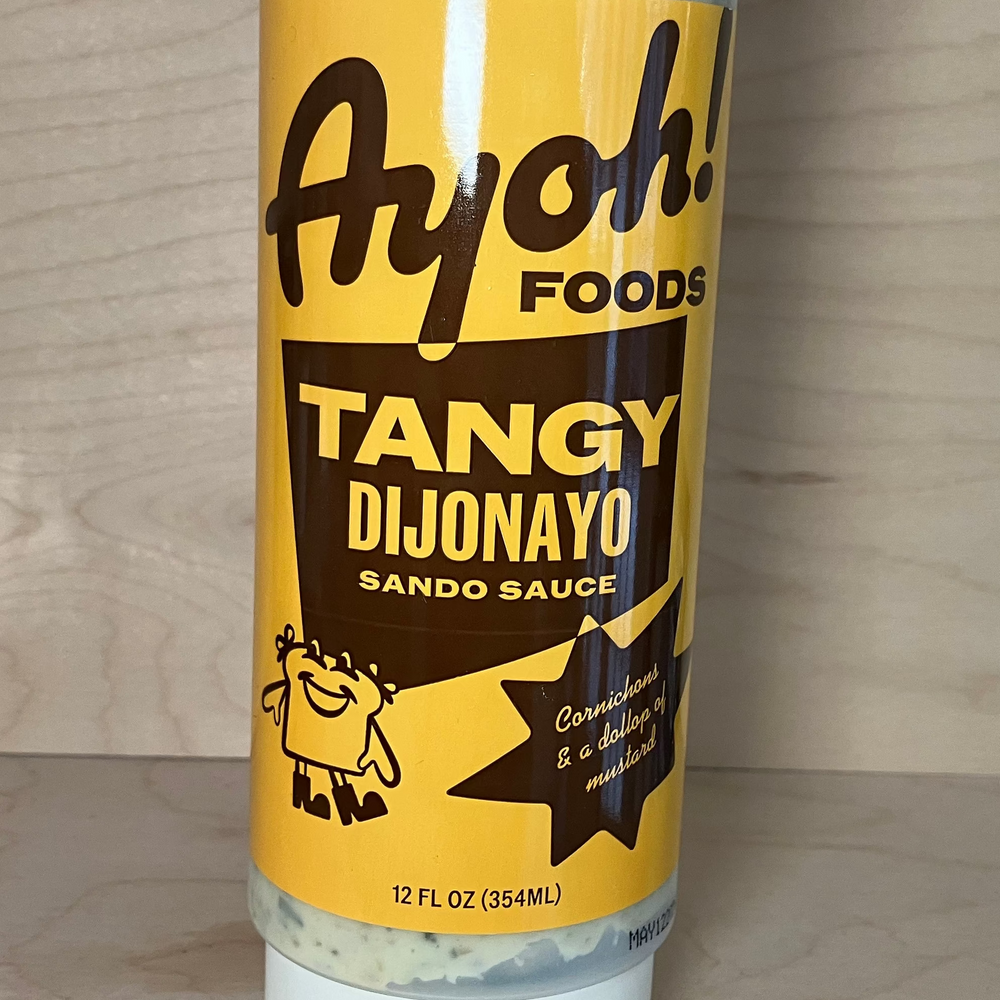 Ayoh!
FOODS
TANGY
DIJONAYO
SANDO SAUCE
Cornichons
& a dollop of
mustard
12 FL OZ (354ML)